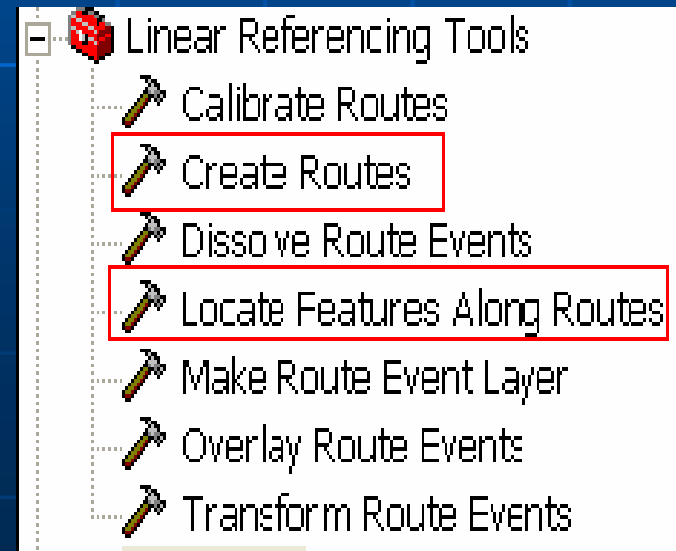 Linear Referencing Tools
Calibrate Routes
Create Routes
Dissolve Route Events
Locate Features Along Routes
Make Route Event Layer
Overlay Route Events
Transform Route Events